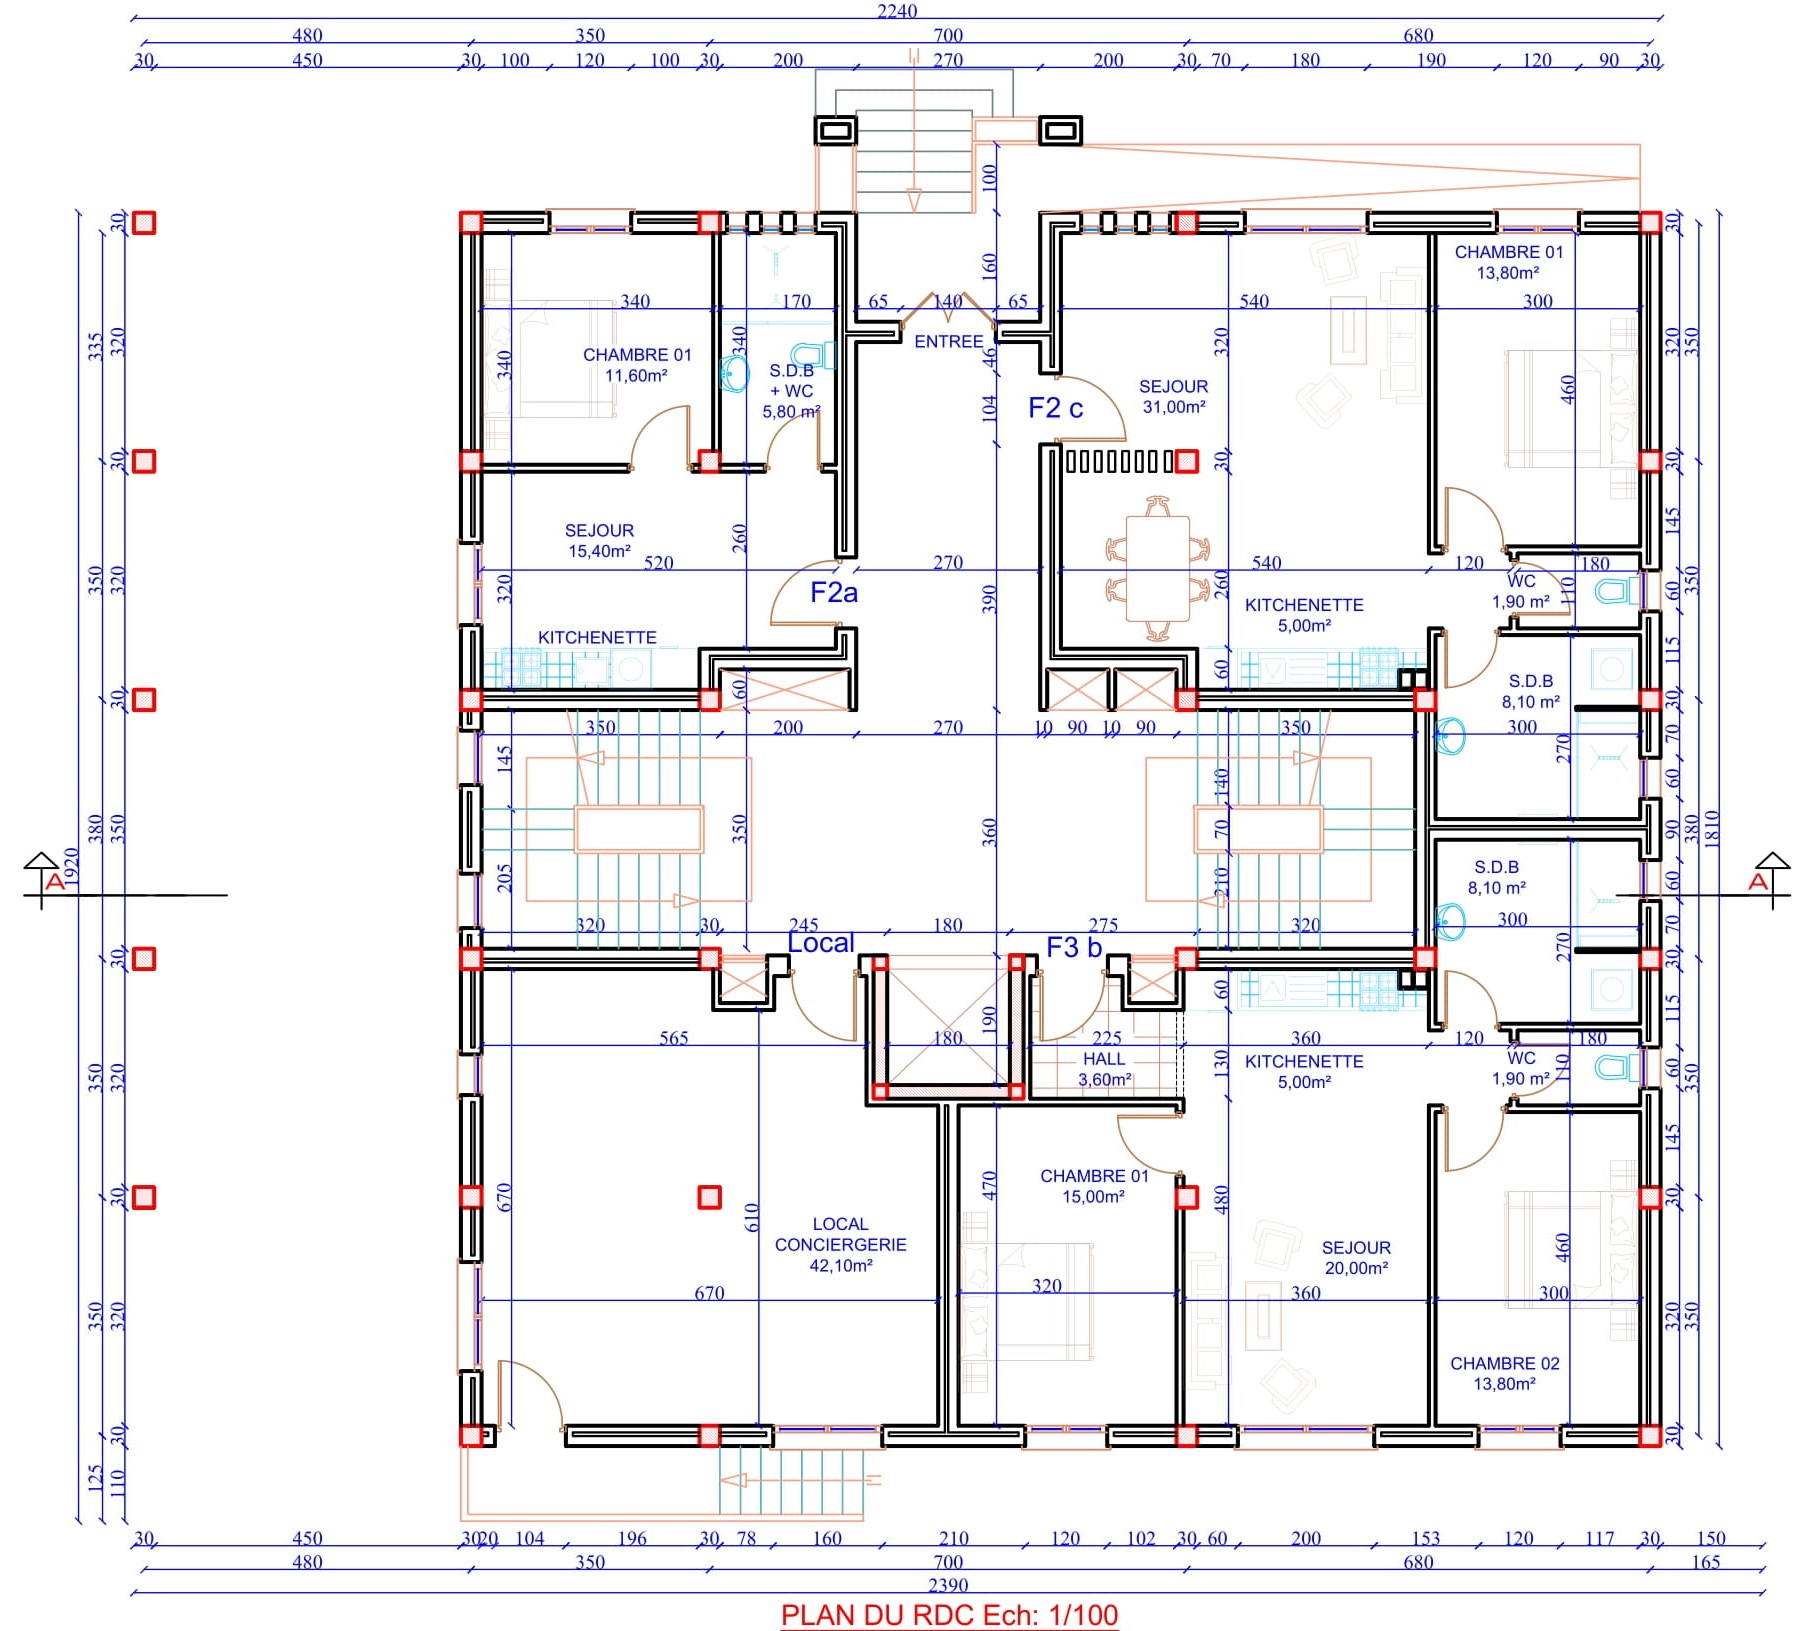 2240
480 350 700 680
30 450 30 100 120 100 30 200 270 200 30 70 180 190 120 90 30
100
30 30
160
CHAMBRE 01
13,80m²
340 170 65 140 65 540 300
335 320 340 340 ENTREE 46 320 320 350
CHAMBRE 01
11,60m²
S.D.B
+ WC
5,80 m²
SEJOUR
31,00m²
460
104 F2 c
30 30 30
SEJOUR
15,40m²
260 145
520 270 540 120 180
350 320 320 F2a 390 260 WC
1,90 m²
110 60 350
KITCHENETTE
KITCHENETTE
5,00m²
115
60 60
S.D.B
8,10 m²
30 30
350 200 270 10 90 10 90 350 300
145 140 270 70
60
380 350 350 360 70 90 380 1810
1920
205 210 60
A A
S.D.B
8,10 m²
320 30 245 180 275 320 300
Local F3 b 270 70
30 30
60 115
190
565 180 225 360 120 180
HALL
3,60m²
130 KITCHENETTE
5,00m²
WC
1,90 m²
110 60
350 320 350
145
CHAMBRE 01
15,00m²
470
30 670 610 480 30
LOCAL
CONCIERGERIE
42,10m²
SEJOUR
20,00m²
460
670 320 360 300
350 320 320 350
CHAMBRE 02
13,80m²
30 30
125 110
30 450 30 20 104 196 30 78 160 210 120 102 30 60 200 153 120 117 30 150
480 350 700 680 165
2390
PLAN DU RDC Ech: 1/100